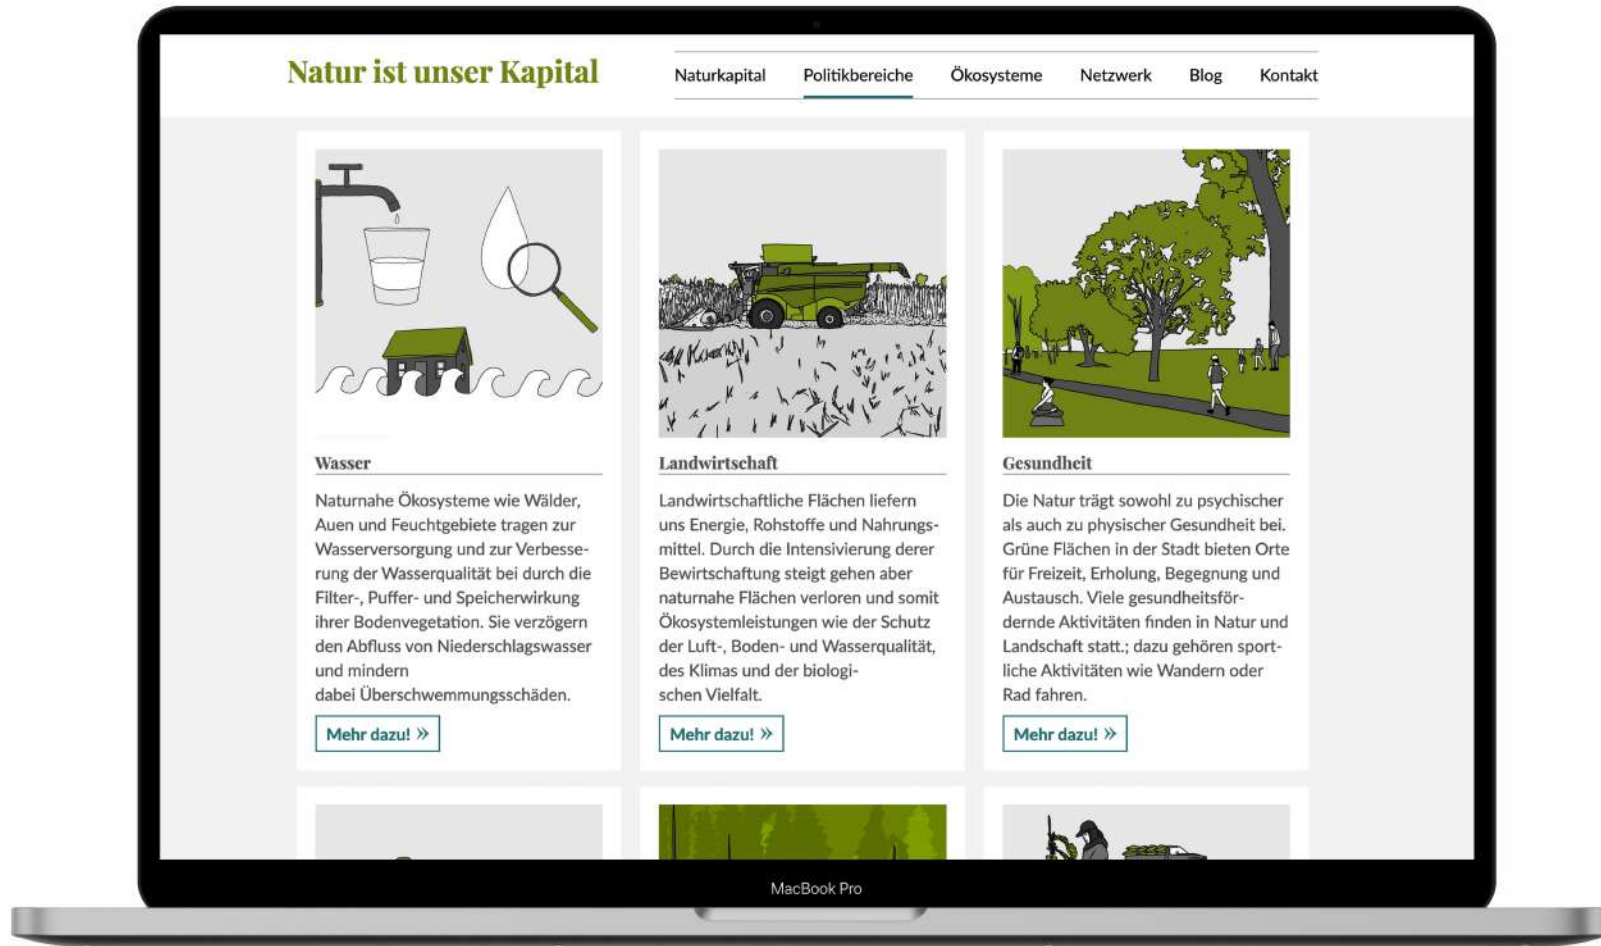 Natur ist unser Kapital
Naturkapital Politikbereiche Ökosysteme Netzwerk Blog Kontakt
Wasser
Naturnahe Ökosysteme wie Wälder,
Auen und Feuchtgebiete tragen zur
Wasserversorgung und zur Verbesse-
rung der Wasserqualität bei durch die
Filter-, Puffer- und Speicherwirkung
ihrer Bodenvegetation. Sie verzögern
den Abfluss von Niederschlagswasser
und mindern
dabei Überschwemmungsschäden.
Mehr dazu! »
Landwirtschaft
Landwirtschaftliche Flächen liefern
uns Energie, Rohstoffe und Nahrungs-
mittel. Durch die Intensivierung derer
Bewirtschaftung steigt gehen aber
naturnahe Flächen verloren und somit
Ökosystemleistungen wie der Schutz
der Luft-, Boden- und Wasserqualität,
des Klimas und der biologi-
schen Vielfalt.
Mehr dazu! »
Gesundheit
Die Natur trägt sowohl zu psychischer
als auch zu physischer Gesundheit bei.
Grüne Flächen in der Stadt bieten Orte
für Freizeit, Erholung, Begegnung und
Austausch. Viele gesundheitsför-
dernde Aktivitäten finden in Natur und
Landschaft statt.; dazu gehören sport-
liche Aktivitäten wie Wandern oder
Rad fahren.
Mehr dazu! »
MacBook Pro